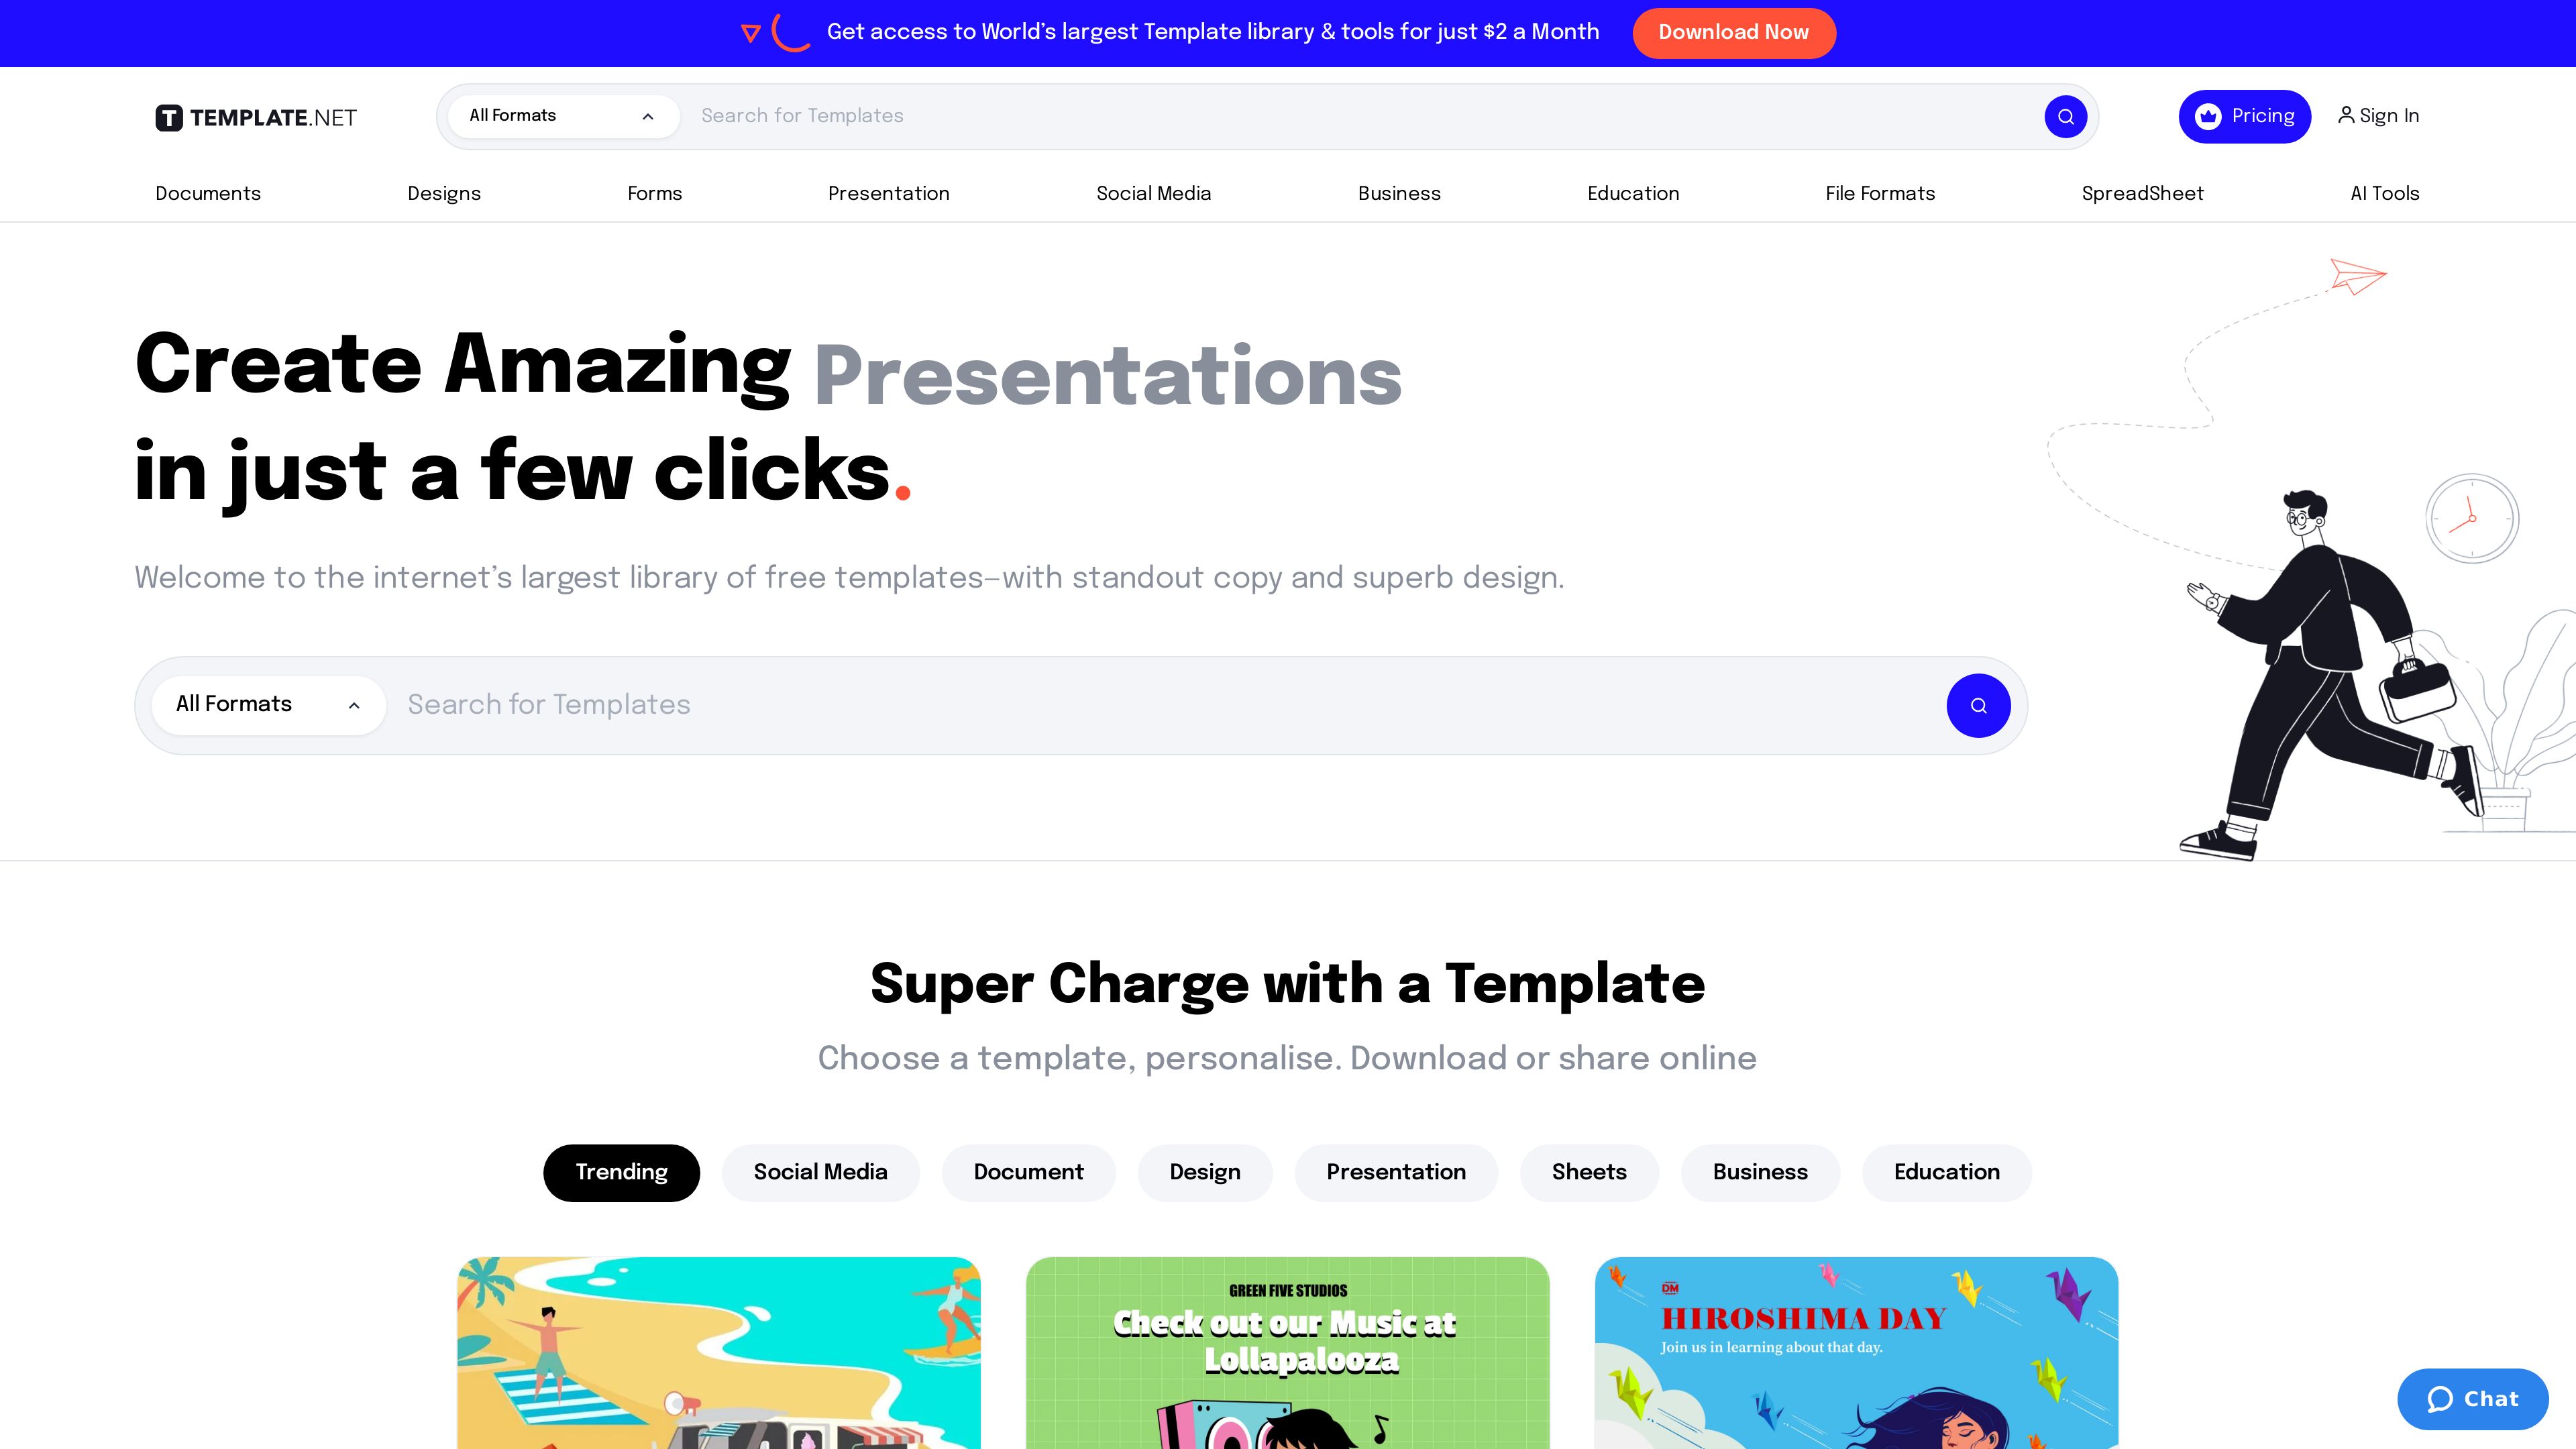 Get access to World’s largest Template library & tools for just $2 a Month
Download Now
T TEMPLATE.NET
All Formats
Search for Templates
Pricing
Sign In
Documents
Designs
Forms
Presentation
Social Media
Business
Education
File Formats
SpreadSheet
AI Tools
Create Amazing Presentations
in just a few clicks.
Welcome to the internet’s largest library of free templates—with standout copy and superb design.
All Formats
Search for Templates
Super Charge with a Template
Choose a template, personalise. Download or share online
Trending
Social Media
Document
Design
Presentation
Sheets
Business
Education
GREEN FIVE STUDIOS
Check out our Music at
Lollapalooza
DM
HIROSHIMA DAY
Join us in learning about that day.
Chat